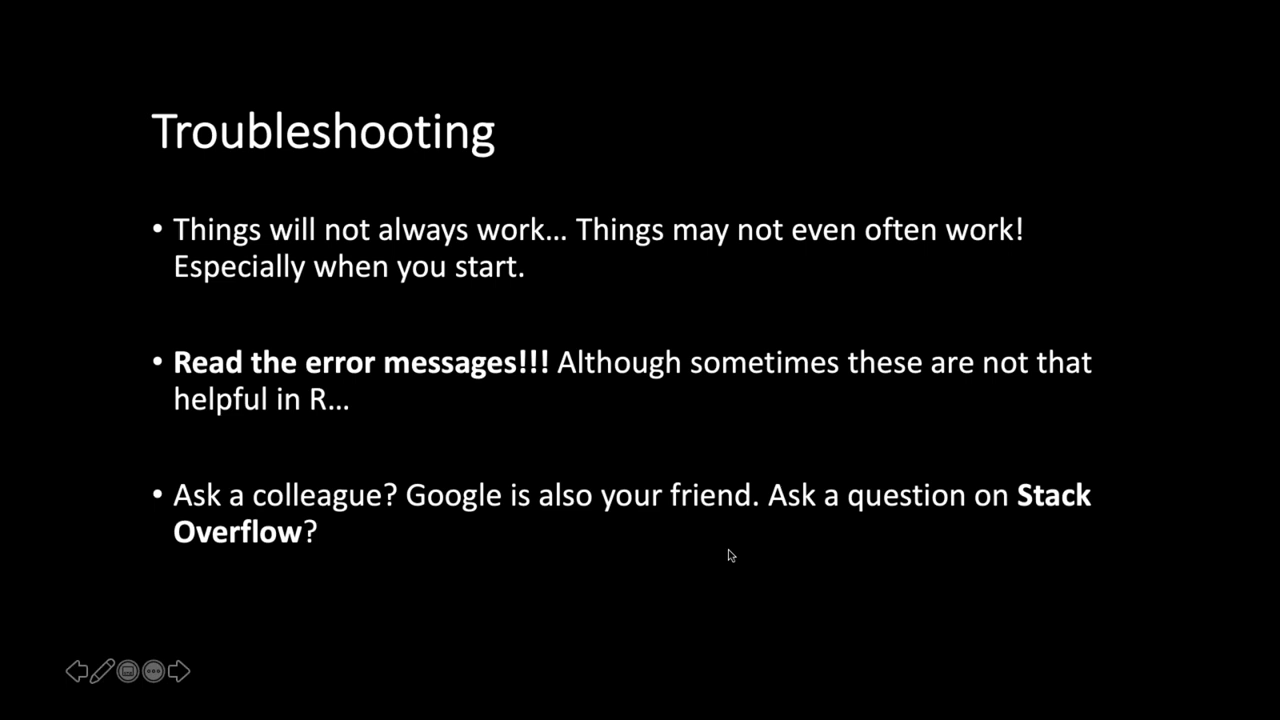 Troubleshooting
• Things will not always work... Things may not even often work!
Especially when you start.
• Read the error messages!!! Although sometimes these are not that
helpful in R...
• Ask a colleague? Google is also your friend. Ask a question on Stack
Overflow?